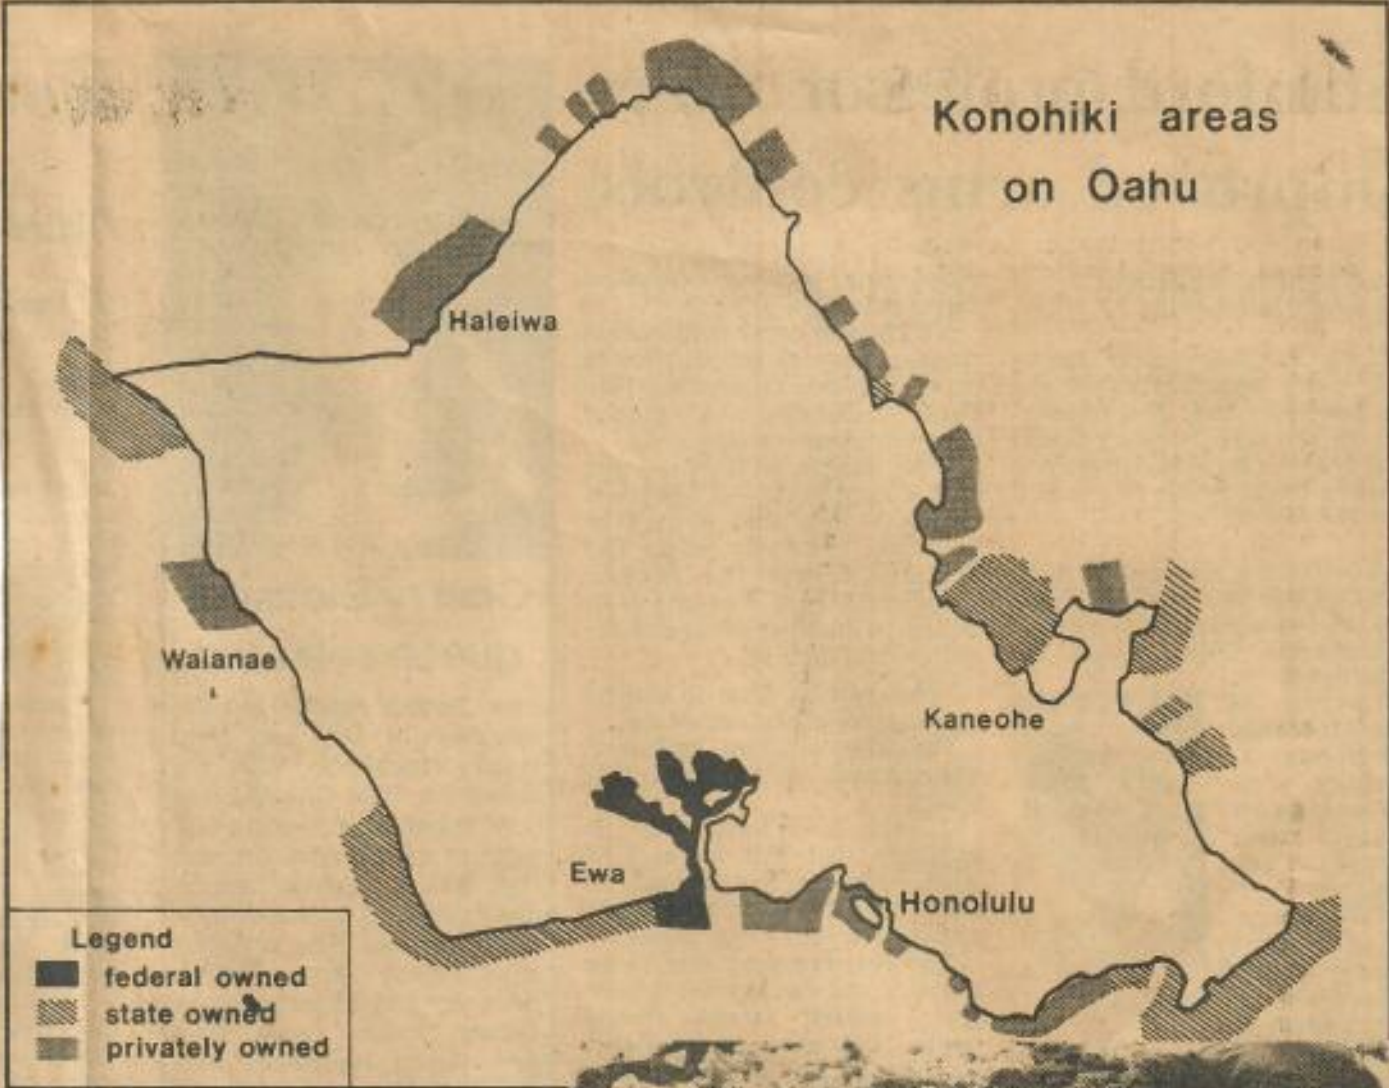 Konohiki areas
on Oahu
Haleiwa
Waianae
Kaneohe
Ewa
Honolulu
Legend
federal owned
state owned
privately owned